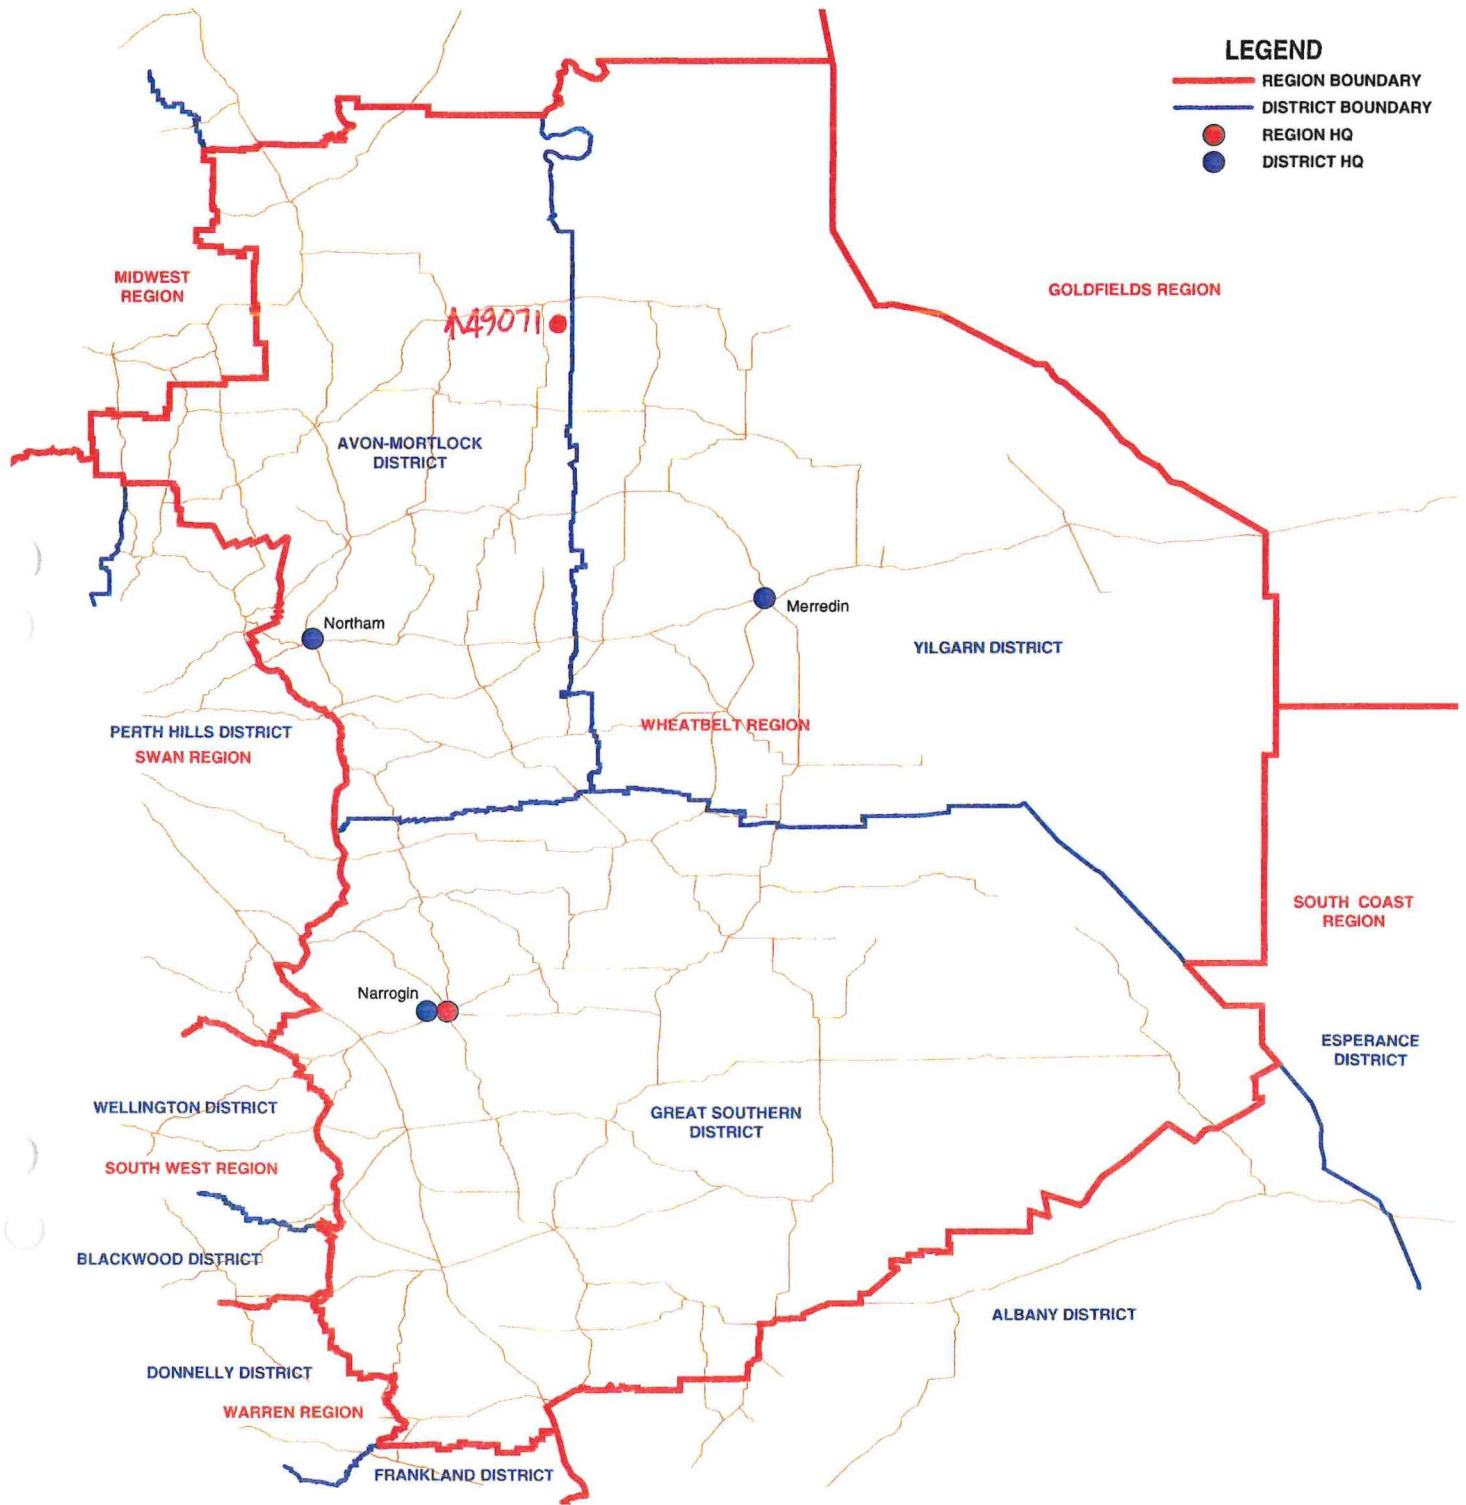 LEGEND
REGION BOUNDARY
DISTRICT BOUNDARY
REGION HQ
DISTRICT HQ
MIDWEST
REGION
GOLDFIELDS REGION
A49071
AVON-MORTLOCK
DISTRICT
Merredin
Northam
YILGARN DISTRICT
WHEATBELT REGION
PERTH HILLS DISTRICT
SWAN REGION
SOUTH COAST
REGION
Narrogin
ESPERANCE
DISTRICT
WELLINGTON DISTRICT
GREAT SOUTHERN
DISTRICT
SOUTH WEST REGION
BLACKWOOD DISTRICT
ALBANY DISTRICT
DONNELLY DISTRICT
WARREN REGION
FRANKLAND DISTRICT